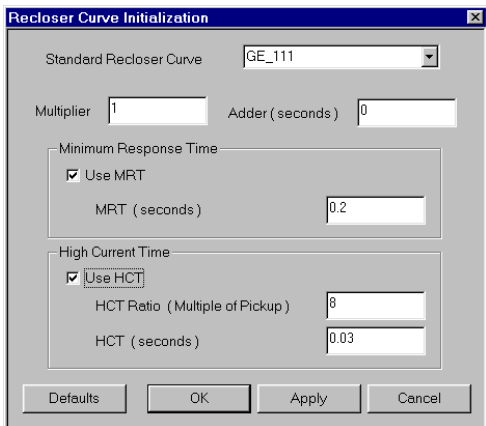 Recloser Curve Initialization
Standard Recloser Curve GE_111
Multiplier 1 Adder ( seconds ) 0
Minimum Response Time
Use MRT
MRT ( seconds ) 0.2
High Current Time
Use HCT
HCT Ratio ( Multiple of Pickup ) 8
HCT ( seconds ) 0.03
Defaults OK Apply Cancel